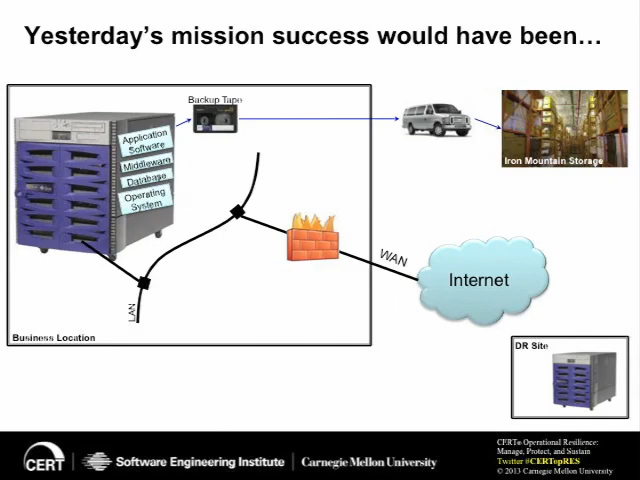 Yesterday’s mission success would have been…
Backup Tape
Application
Software
Middleware
Database
Operating
System
Iron Mountain Storage
WAN
Internet
LAN
Business Location
DR Site
CERT
Software Engineering Institute
Carnegie Mellon University
CERT® Operational Resilience:
Manage, Protect, and Sustain
Twitter #CERTopRES
© 2013 Carnegie Mellon University